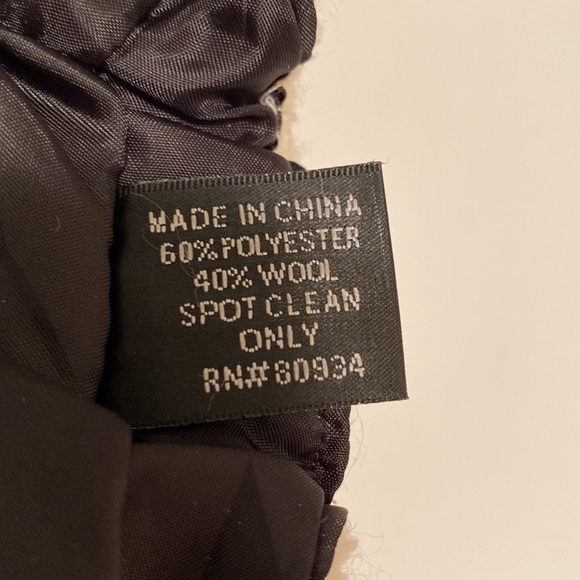 MADE IN CHINA
60% POLYESTER
40% WOOL
SPOT CLEAN
ONLY
RN# 80934